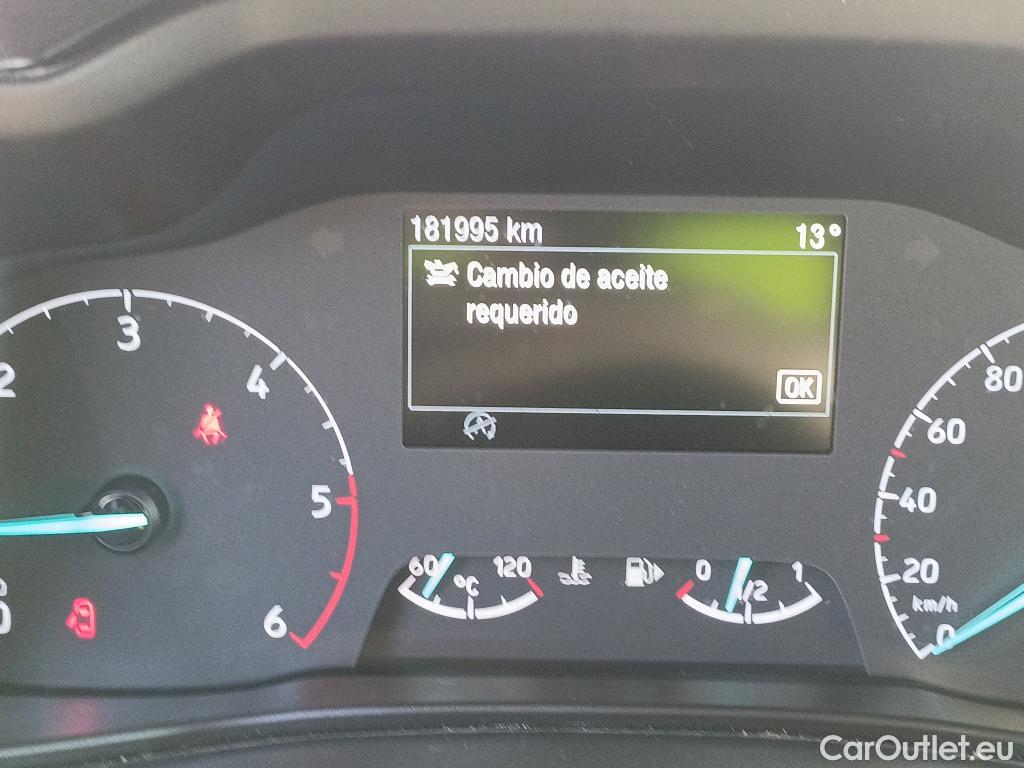 181995 km 13°
Cambio de aceite
requerido
OK
2 3 4 5 6
0
60 120
°C
0 1/2 1
80
60
40
20
km/h
0
CarOutlet.eu